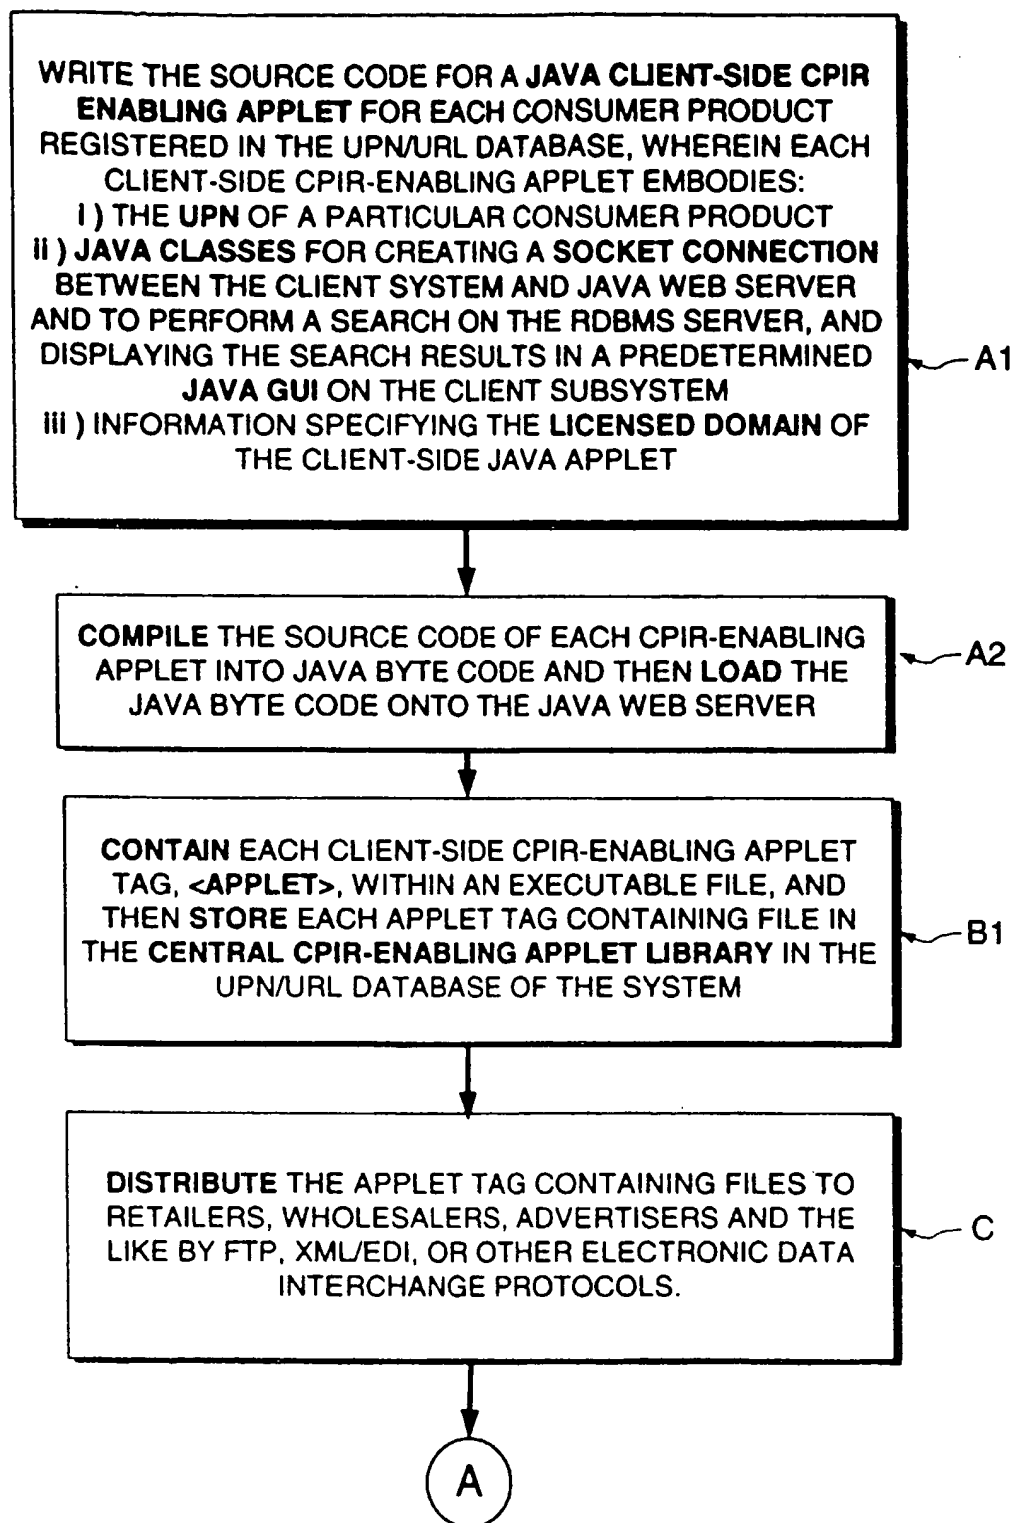 WRITE THE SOURCE CODE FOR A JAVA CLIENT-SIDE CPIR
ENABLING APPLET FOR EACH CONSUMER PRODUCT
REGISTERED IN THE UPN/URL DATABASE, WHEREIN EACH
CLIENT-SIDE CPIR-ENABLING APPLET EMBODIES:
i ) THE UPN OF A PARTICULAR CONSUMER PRODUCT
ii ) JAVA CLASSES FOR CREATING A SOCKET CONNECTION
BETWEEN THE CLIENT SYSTEM AND JAVA WEB SERVER
AND TO PERFORM A SEARCH ON THE RDBMS SERVER, AND
DISPLAYING THE SEARCH RESULTS IN A PREDETERMINED
JAVA GUI ON THE CLIENT SUBSYSTEM
iii ) INFORMATION SPECIFYING THE LICENSED DOMAIN OF
THE CLIENT-SIDE JAVA APPLET
A1
COMPILE THE SOURCE CODE OF EACH CPIR-ENABLING
APPLET INTO JAVA BYTE CODE AND THEN LOAD THE
JAVA BYTE CODE ONTO THE JAVA WEB SERVER
A2
CONTAIN EACH CLIENT-SIDE CPIR-ENABLING APPLET
TAG, <APPLET>, WITHIN AN EXECUTABLE FILE, AND
THEN STORE EACH APPLET TAG CONTAINING FILE IN
THE CENTRAL CPIR-ENABLING APPLET LIBRARY IN THE
UPN/URL DATABASE OF THE SYSTEM
B1
DISTRIBUTE THE APPLET TAG CONTAINING FILES TO
RETAILERS, WHOLESALERS, ADVERTISERS AND THE
LIKE BY FTP, XML/EDI, OR OTHER ELECTRONIC DATA
INTERCHANGE PROTOCOLS.
C
A